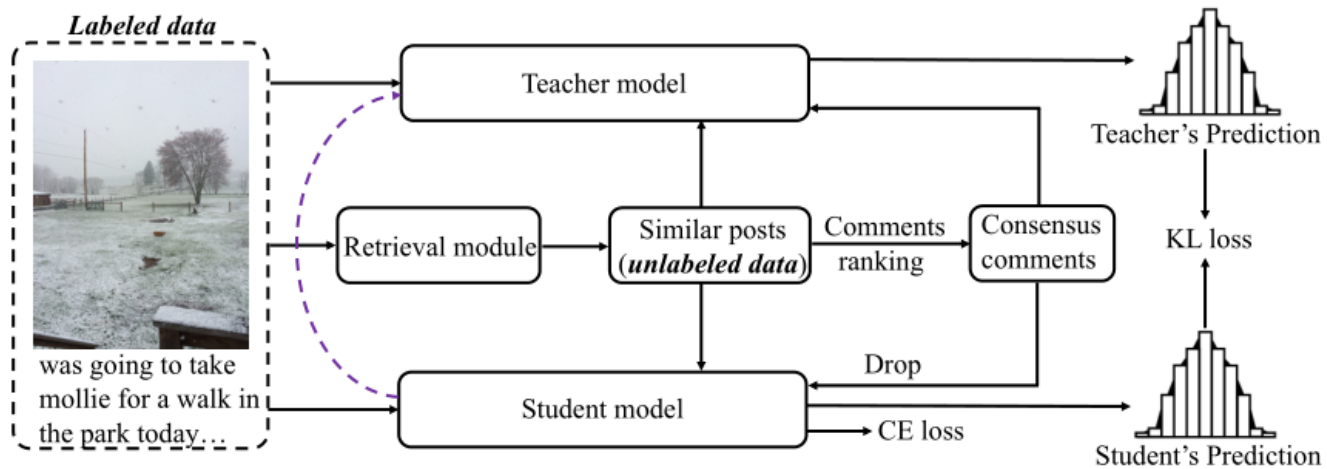 Labeled data
was going to take
mollie for a walk in
the park today…
Teacher model
Retrieval module
Similar posts
(unlabeled data)
Comments
ranking
Consensus
comments
Drop
Student model
CE loss
Teacher’s Prediction
KL loss
Student’s Prediction